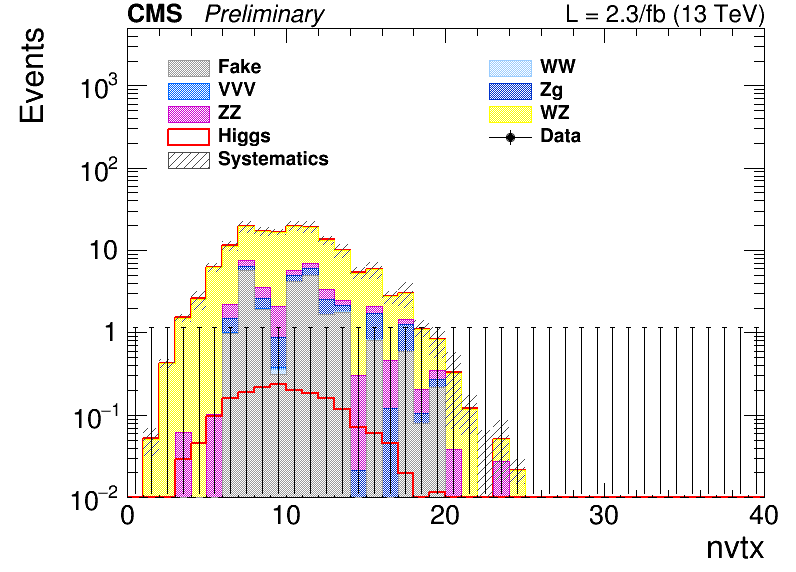 CMS Preliminary L = 2.3/fb (13 TeV)
Events
Fake WW
VVV Zg
ZZ WZ
Higgs Data
Systematics
10³
10²
10
1
10⁻¹
10⁻²
0 10 20 30 40
nvtx